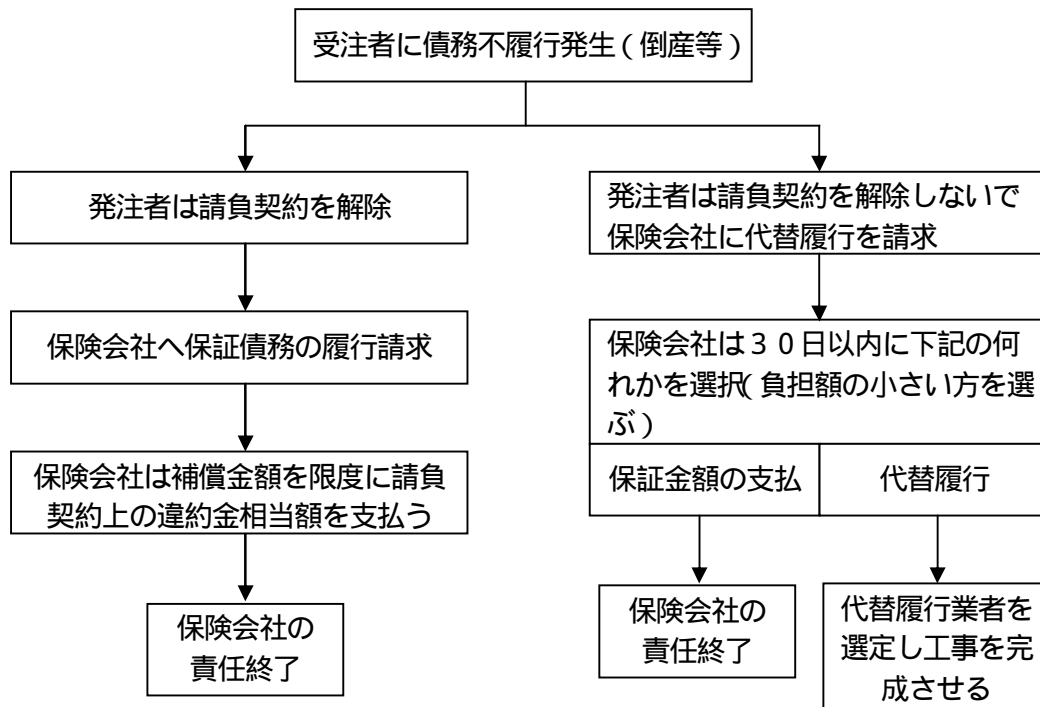 受注者に債務不履行発生（倒産等）
発注者は請負契約を解除
発注者は請負契約を解除しないで
保険会社に代替履行を請求
保険会社へ保証債務の履行請求
保険会社は３０日以内に下記の何
れかを選択（負担額の小さい方を選
ぶ）
保険会社は補償金額を限度に請負
契約上の違約金相当額を支払う
保証金額の支払
代替履行
保険会社の
責任終了
保険会社の
責任終了
代替履行業者を
選定し工事を完
成させる